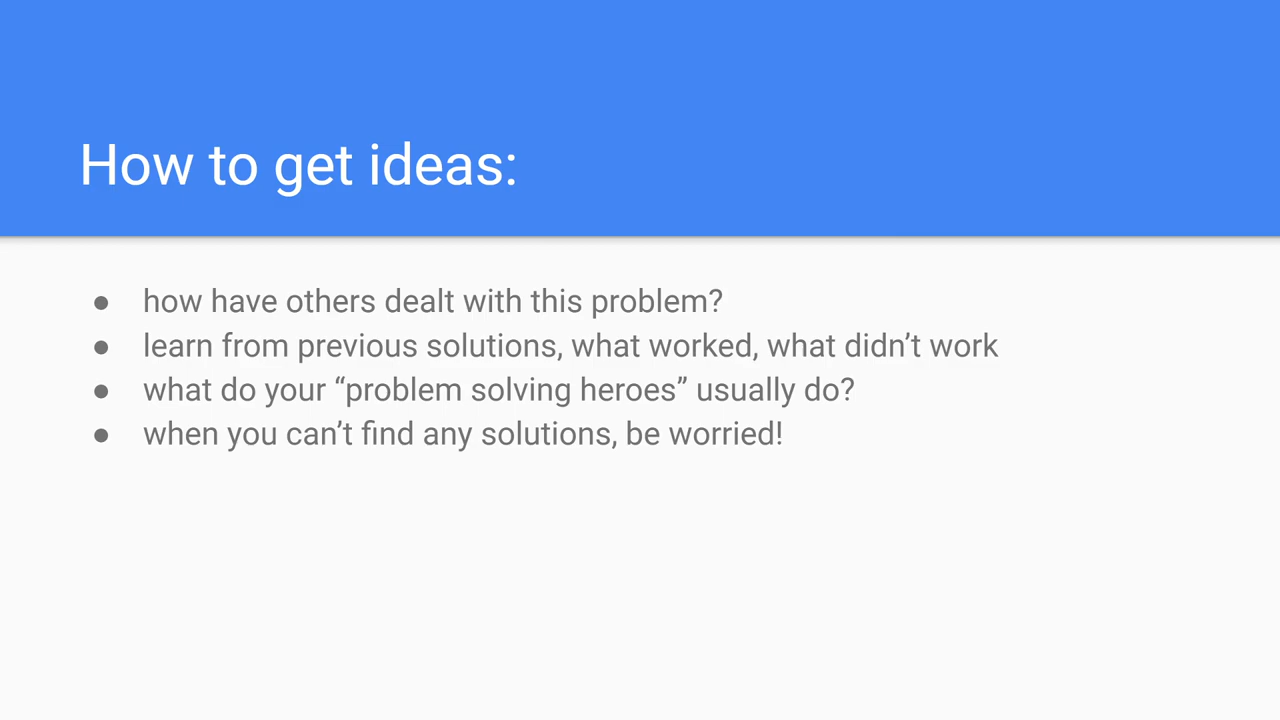 How to get ideas:
● how have others dealt with this problem?
● learn from previous solutions, what worked, what didn’t work
● what do your “problem solving heroes” usually do?
● when you can’t find any solutions, be worried!